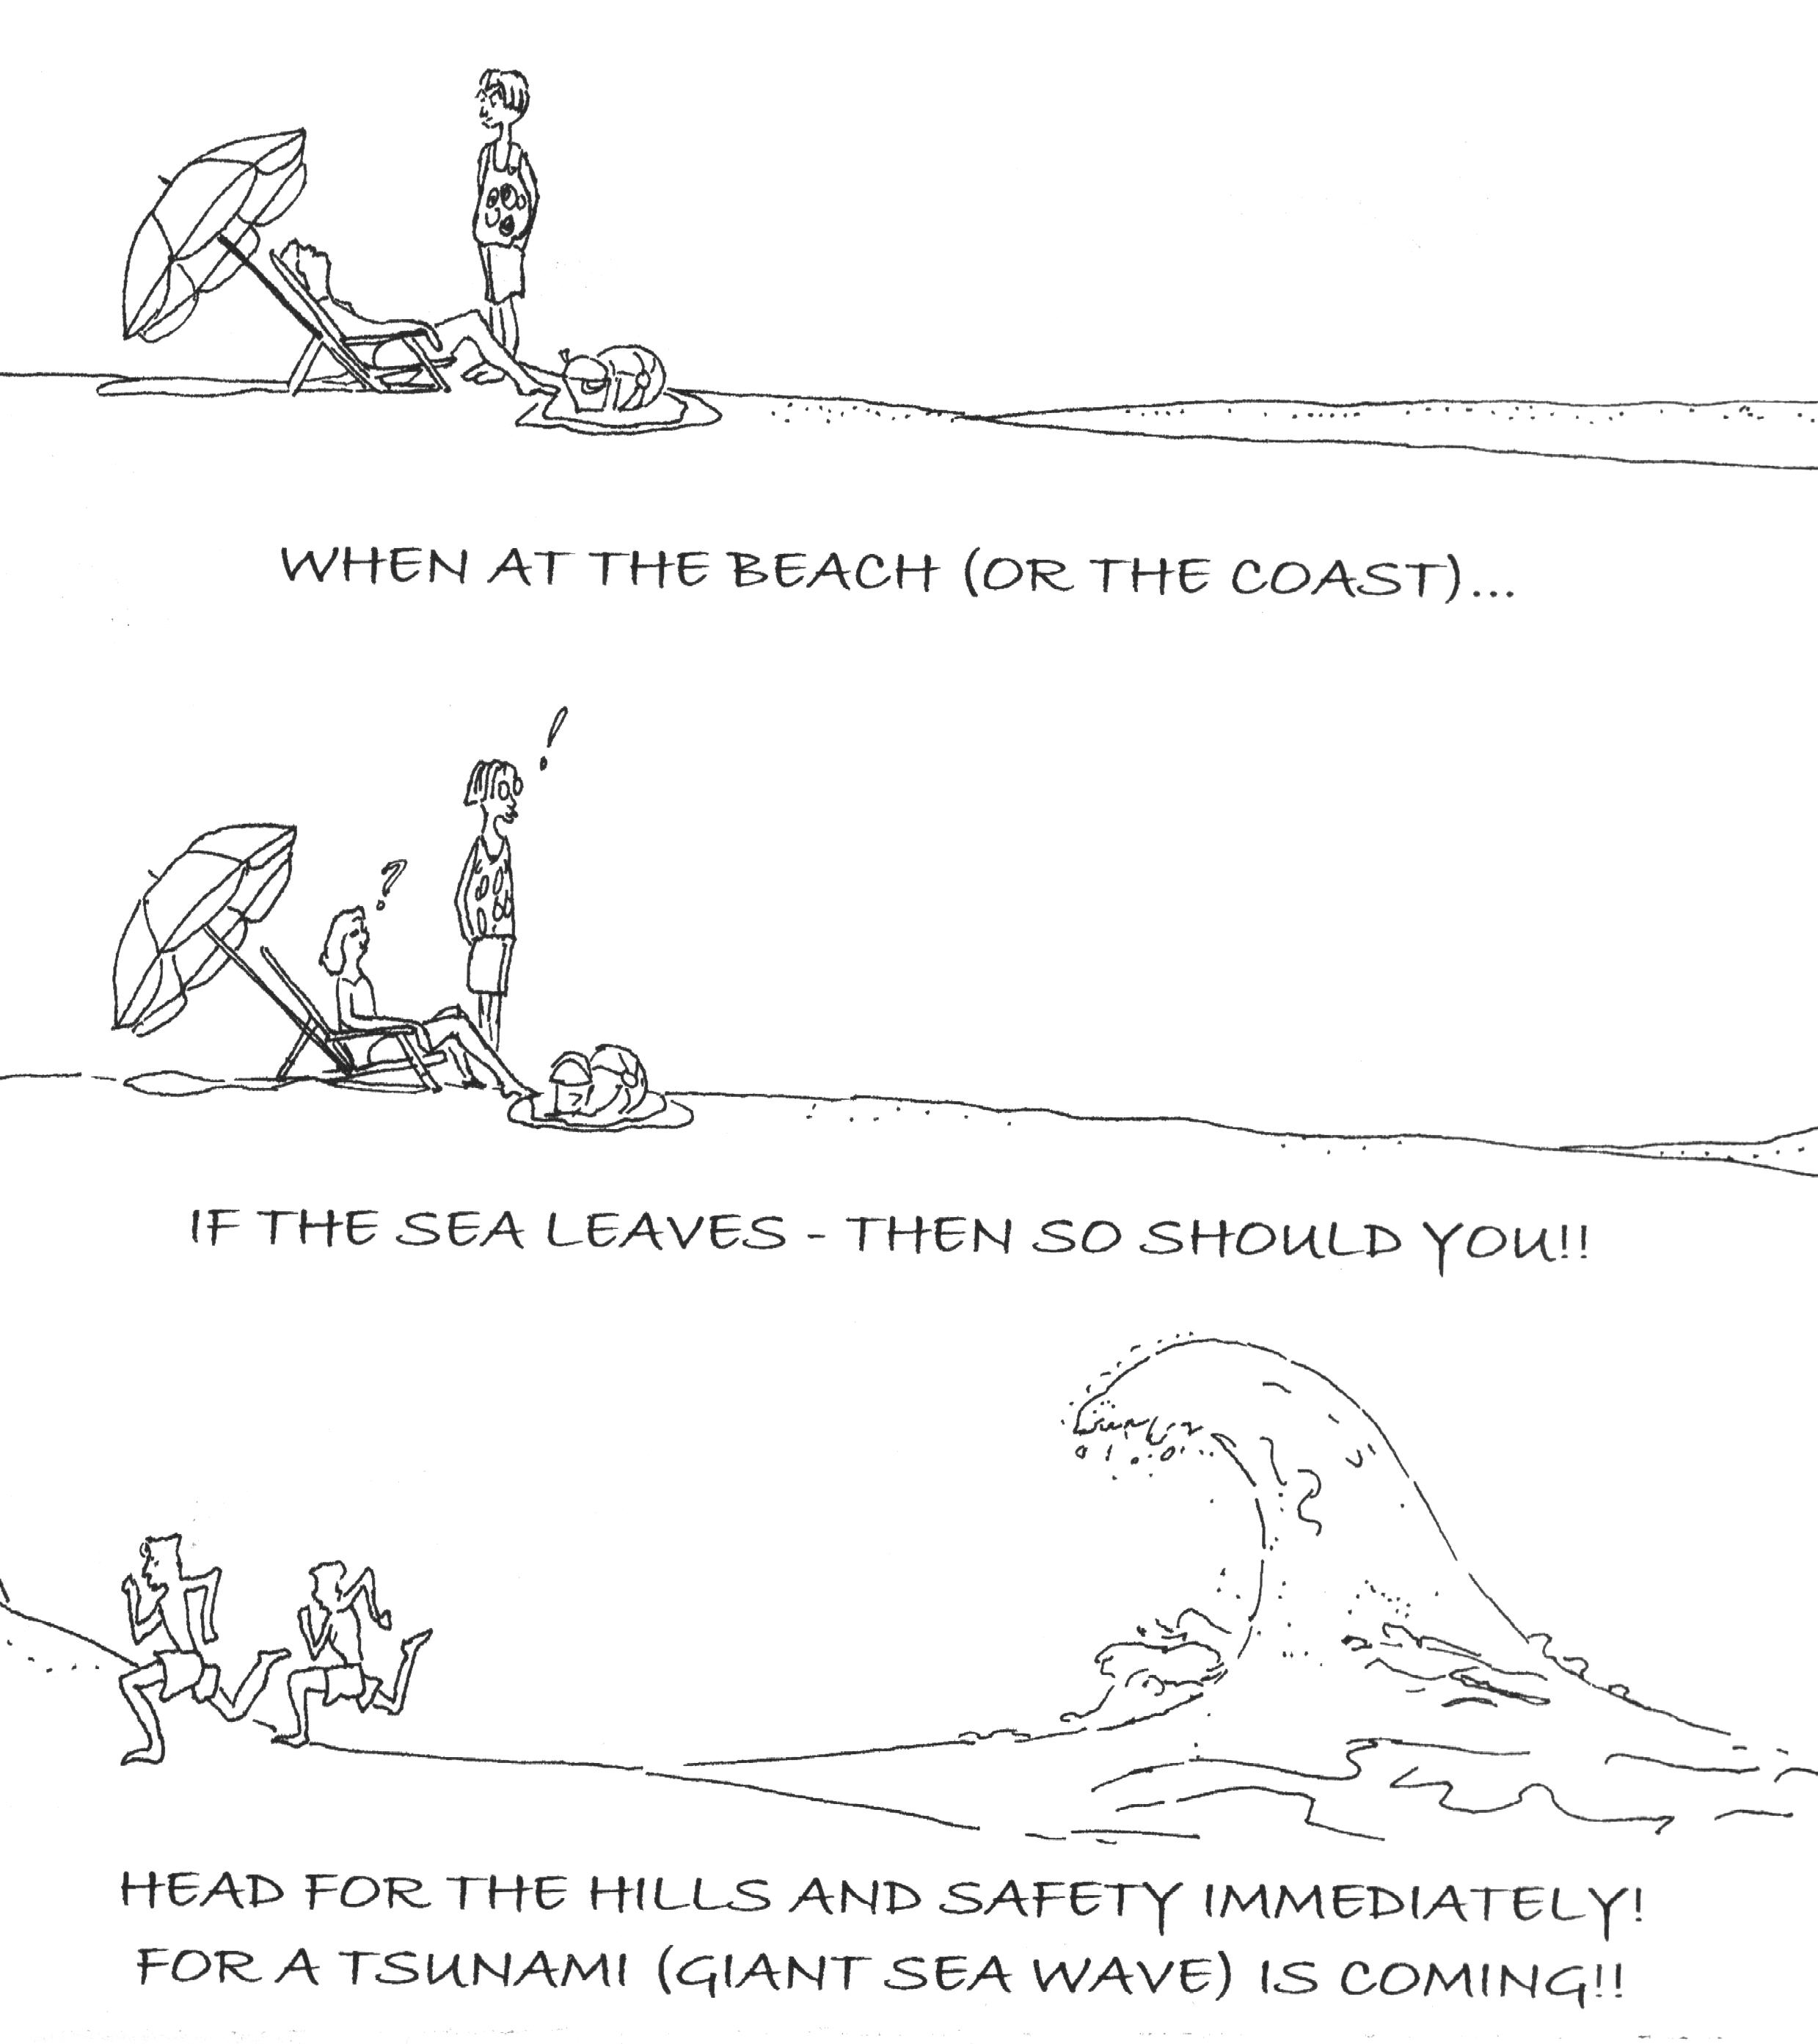 WHEN AT THE BEACH (OR THE COAST)...
!
?
IF THE SEA LEAVES - THEN SO SHOULD YOU!!
HEAD FOR THE HILLS AND SAFETY IMMEDIATELY!
FOR A TSUNAMI (GIANT SEA WAVE) IS COMING!!